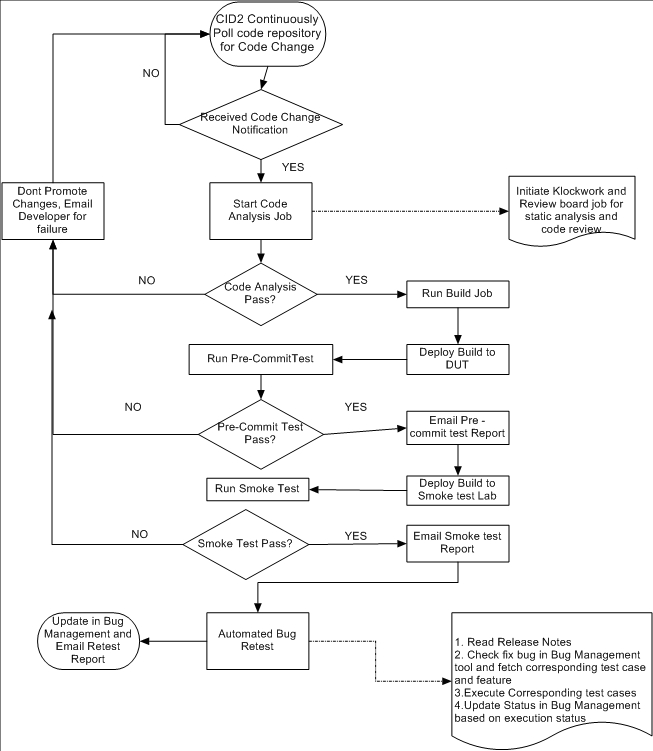 CID2 Continuously
Poll code repository
for Code Change
NO
Received Code Change
Notification
YES
Dont Promote
Changes, Email
Developer for
failure
Start Code
Analysis Job
Initiate Klockwork and
Review board job for
static analysis and
code review
NO
Code Analysis
Pass?
YES
Run Build Job
Run Pre-CommitTest
Deploy Build to
DUT
NO
Pre-Commit Test
Pass?
YES
Email Pre -
commit test Report
Run Smoke Test
Deploy Build to
Smoke test Lab
NO
Smoke Test Pass?
YES
Email Smoke test
Report
Update in Bug
Management and
Email Retest
Report
Automated Bug
Retest
1. Read Release Notes
2. Check fix bug in Bug Management
tool and fetch corresponding test case
and feature
3.Execute Corresponding test cases
4.Update Status in Bug Management
based on execution status